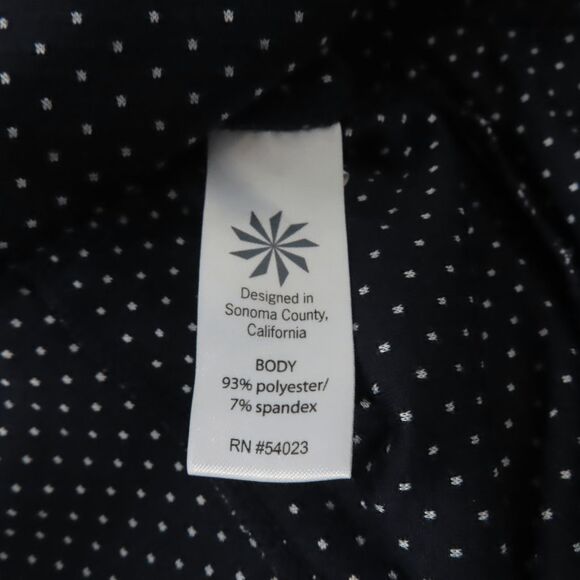 Designed in
Sonoma County,
California
BODY
93% polyester/
7% spandex
RN #54023